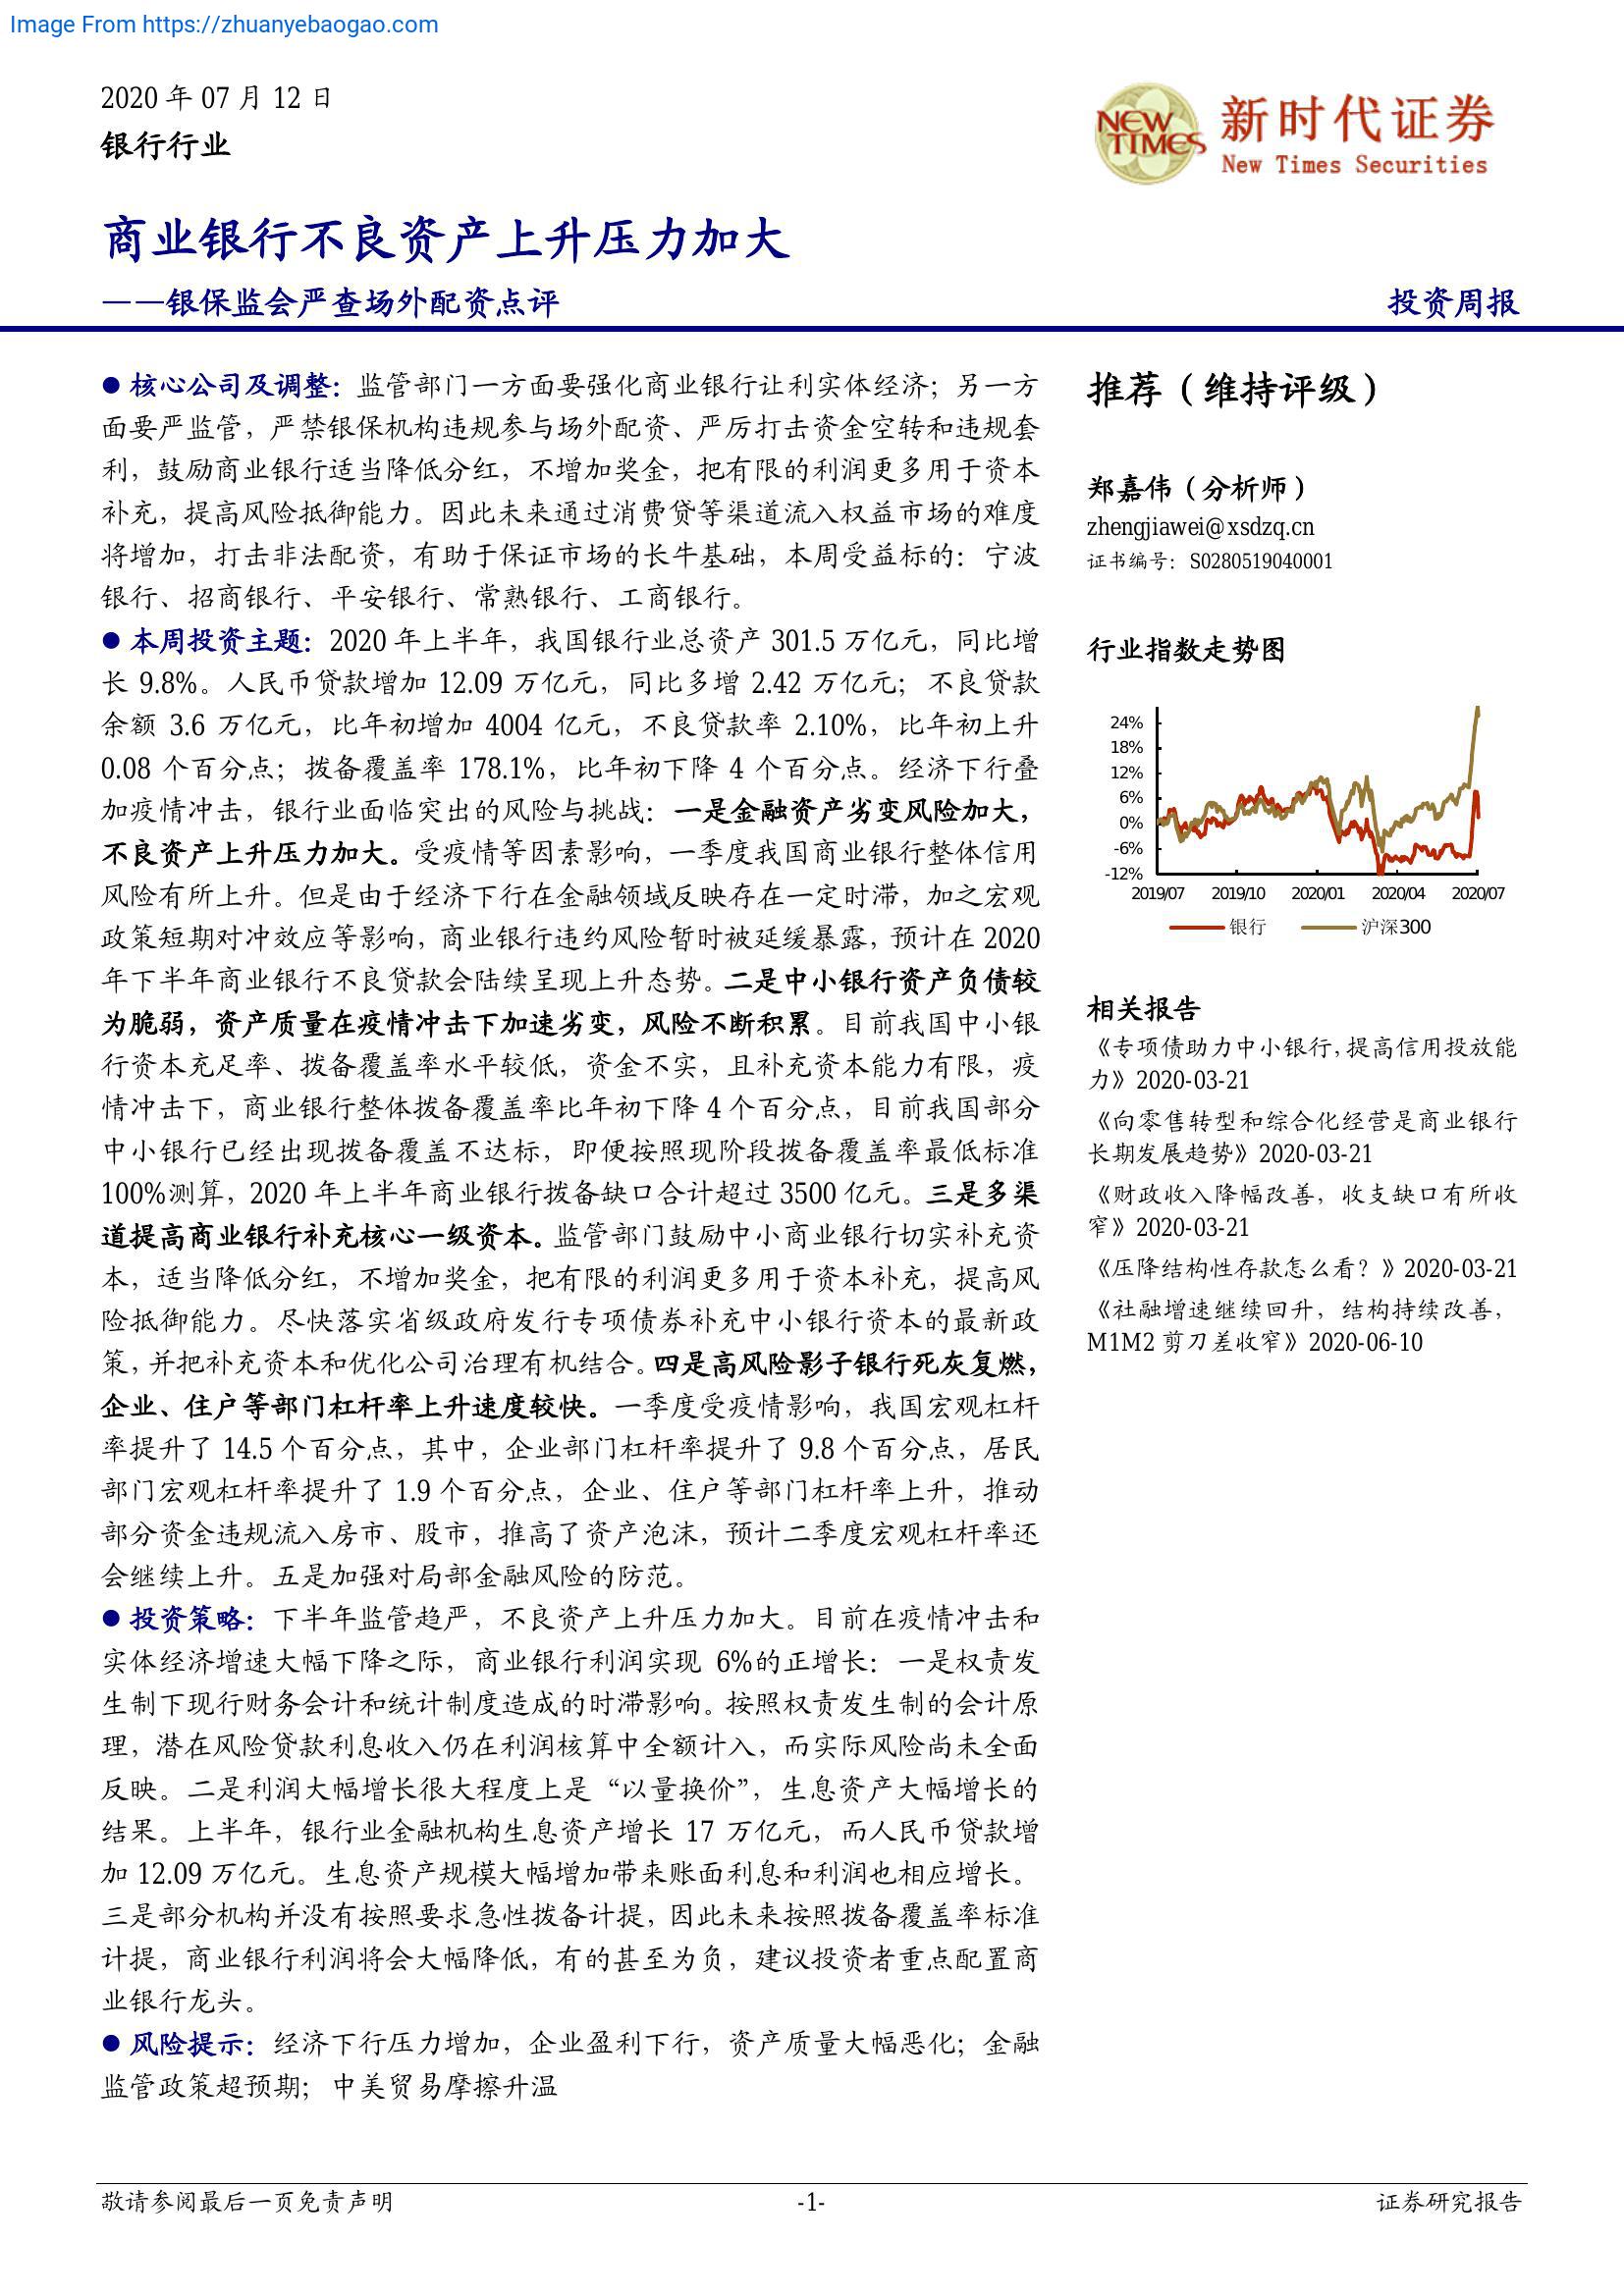 Image From https://zhuanyebaogao.com
2020 年 07 月 12 日
银行行业
NEW TIMES
新时代证券
New Times Securities
商业银行不良资产上升压力加大
——银保监会严查场外配资点评
投资周报
● 核心公司及调整：监管部门一方面要强化商业银行让利实体经济；另一方
面要严监管，严禁银保机构违规参与场外配资、严厉打击资金空转和违规套
利，鼓励商业银行适当降低分红，不增加奖金，把有限的利润更多用于资本
补充，提高风险抵御能力。因此未来通过消费贷等渠道流入权益市场的难度
将增加，打击非法配资，有助于保证市场的长牛基础，本周受益标的：宁波
银行、招商银行、平安银行、常熟银行、工商银行。
● 本周投资主题：2020 年上半年，我国银行业总资产 301.5 万亿元，同比增
长 9.8%。人民币贷款增加 12.09 万亿元，同比多增 2.42 万亿元；不良贷款
余额 3.6 万亿元，比年初增加 4004 亿元，不良贷款率 2.10%，比年初上升
0.08 个百分点；拨备覆盖率 178.1%，比年初下降 4 个百分点。经济下行叠
加疫情冲击，银行业面临突出的风险与挑战：一是金融资产劣变风险加大，
不良资产上升压力加大。受疫情等因素影响，一季度我国商业银行整体信用
风险有所上升。但是由于经济下行在金融领域反映存在一定时滞，加之宏观
政策短期对冲效应等影响，商业银行违约风险暂时被延缓暴露，预计在 2020
年下半年商业银行不良贷款会陆续呈现上升态势。二是中小银行资产负债较
为脆弱，资产质量在疫情冲击下加速劣变，风险不断积累。目前我国中小银
行资本充足率、拨备覆盖率水平较低，资金不实，且补充资本能力有限，疫
情冲击下，商业银行整体拨备覆盖率比年初下降 4 个百分点，目前我国部分
中小银行已经出现拨备覆盖不达标，即便按照现阶段拨备覆盖率最低标准
100%测算，2020 年上半年商业银行拨备缺口合计超过 3500 亿元。三是多渠
道提高商业银行补充核心一级资本。监管部门鼓励中小商业银行切实补充资
本，适当降低分红，不增加奖金，把有限的利润更多用于资本补充，提高风
险抵御能力。尽快落实省级政府发行专项债券补充中小银行资本的最新政
策，并把补充资本和优化公司治理有机结合。四是高风险影子银行死灰复燃，
企业、住户等部门杠杆率上升速度较快。一季度受疫情影响，我国宏观杠杆
率提升了 14.5 个百分点，其中，企业部门杠杆率提升了 9.8 个百分点，居民
部门宏观杠杆率提升了 1.9 个百分点，企业、住户等部门杠杆率上升，推动
部分资金违规流入房市、股市，推高了资产泡沫，预计二季度宏观杠杆率还
会继续上升。五是加强对局部金融风险的防范。
● 投资策略：下半年监管趋严，不良资产上升压力加大。目前在疫情冲击和
实体经济增速大幅下降之际，商业银行利润实现 6%的正增长：一是权责发
生制下现行财务会计和统计制度造成的时滞影响。按照权责发生制的会计原
理，潜在风险贷款利息收入仍在利润核算中全额计入，而实际风险尚未全面
反映。二是利润大幅增长很大程度上是“以量换价”，生息资产大幅增长的
结果。上半年，银行业金融机构生息资产增长 17 万亿元，而人民币贷款增
加 12.09 万亿元。生息资产规模大幅增加带来账面利息和利润也相应增长。
三是部分机构并没有按照要求急性拨备计提，因此未来按照拨备覆盖率标准
计提，商业银行利润将会大幅降低，有的甚至为负，建议投资者重点配置商
业银行龙头。
● 风险提示：经济下行压力增加，企业盈利下行，资产质量大幅恶化；金融
监管政策超预期；中美贸易摩擦升温
推荐（维持评级）
郑嘉伟（分析师）
zhengjiawei@xsdzq.cn
证书编号：S0280519040001
行业指数走势图
24%
18%
12%
6%
0%
-6%
-12%
2019/07 2019/10 2020/01 2020/04 2020/07
银行 沪深300
相关报告
《专项债助力中小银行，提高信用投放能
力》2020-03-21
《向零售转型和综合化经营是商业银行
长期发展趋势》2020-03-21
《财政收入降幅改善，收支缺口有所收
窄》2020-03-21
《压降结构性存款怎么看？》2020-03-21
《社融增速继续回升，结构持续改善，
M1M2 剪刀差收窄》2020-06-10
敬请参阅最后一页免责声明
-1-
证券研究报告